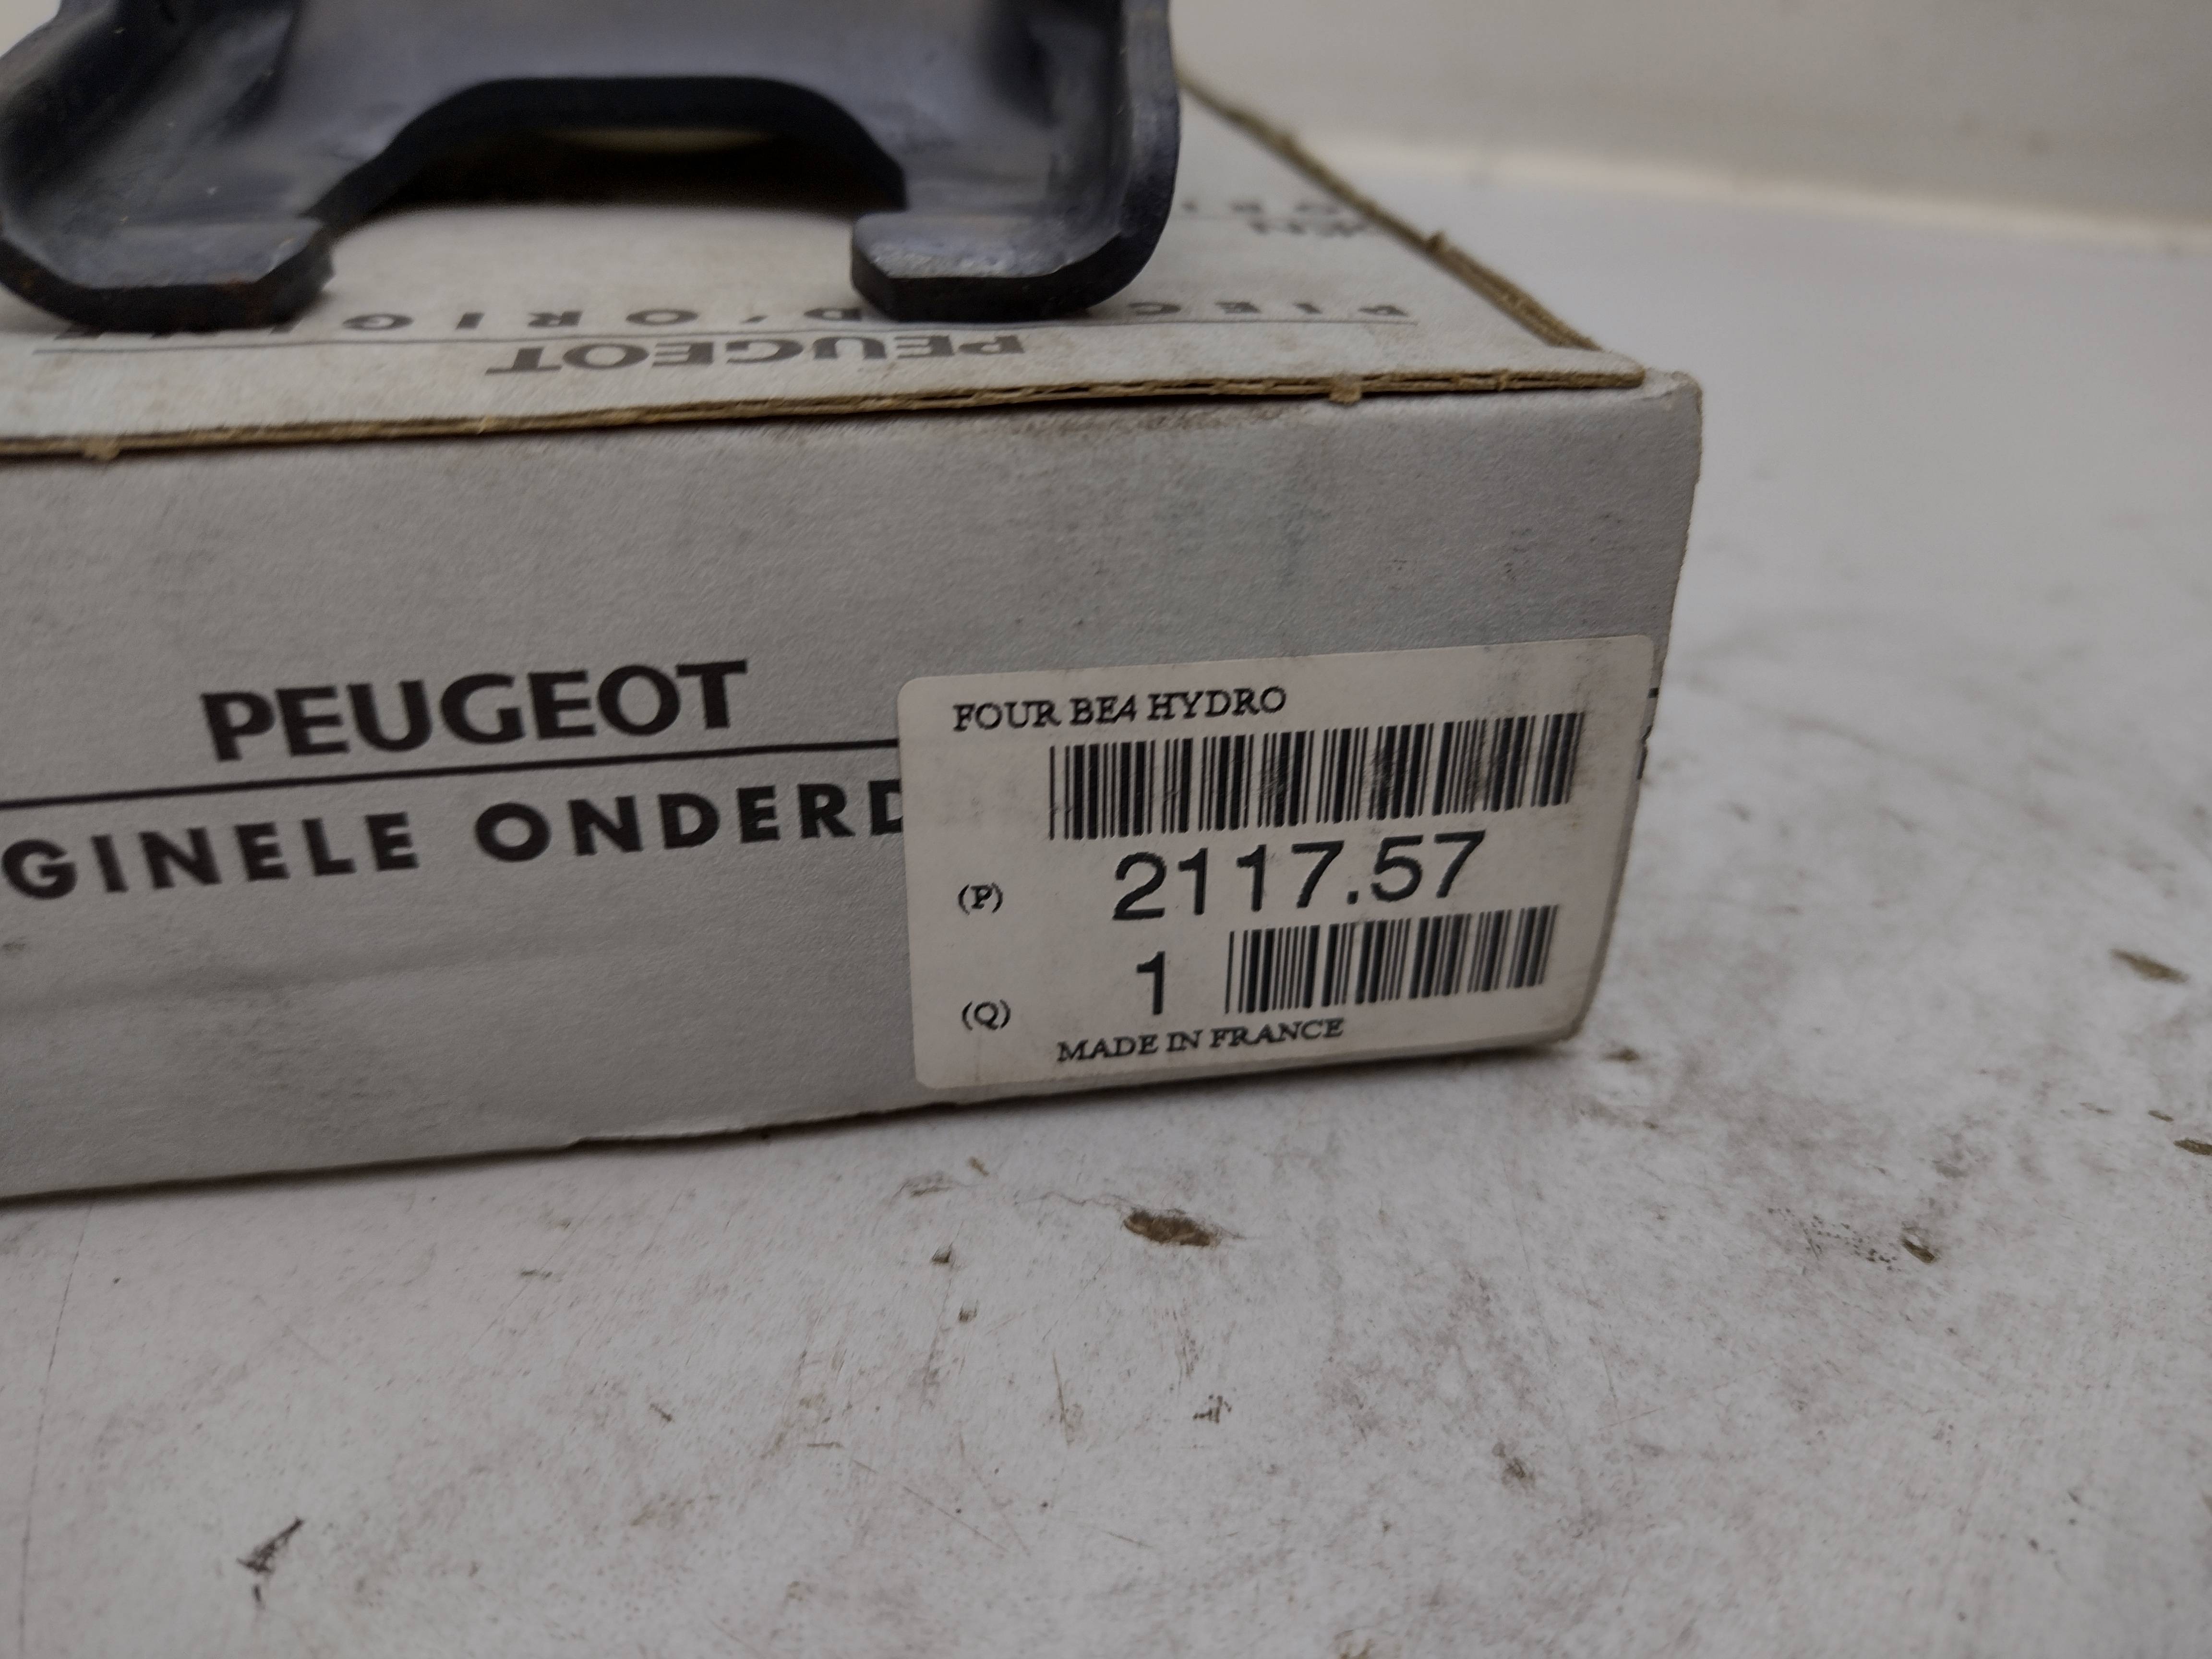 PEUGEOT
PEUGEOT
GINELE ONDERD
FOUR BE4 HYDRO
(P) 2117.57
(Q) 1
MADE IN FRANCE